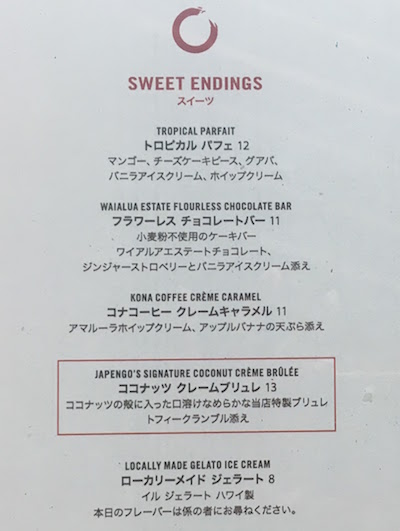 SWEET ENDINGS
スイーツ
TROPICAL PARFAIT
トロピカル パフェ 12
マンゴー、チーズケーキピース、グアバ、
バニラアイスクリーム、ホイップクリーム
WAIALUA ESTATE FLOURLESS CHOCOLATE BAR
フラワーレス チョコレートバー 11
小麦粉不使用のケーキバー
ワイアルアエステートチョコレート、
ジンジャーストロベリーとバニラアイスクリーム添え
KONA COFFEE CRÈME CARAMEL
コナコーヒー クレームキャラメル 11
アマルーラホイップクリーム、アップルバナナの天ぷら添え
JAPENGO'S SIGNATURE COCONUT CRÈME BRÛLÉE
ココナッツ クレームブリュレ 13
ココナッツの殻に入った口溶けなめらかな当店特製ブリュレ
トフィークランブル添え
LOCALLY MADE GELATO ICE CREAM
ローカリーメイド ジェラート 8
イル ジェラート ハワイ製
本日のフレーバーは係の者にお尋ねください。